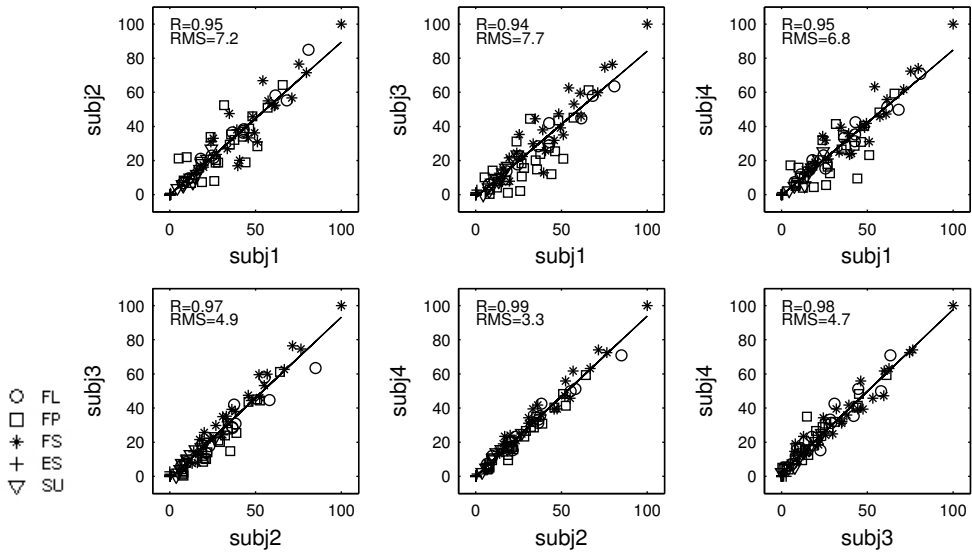 R=0.95
RMS=7.2
100
80
60
40
20
0
subj2
0 50 100
subj1
R=0.94
RMS=7.7
100
80
60
40
20
0
subj3
0 50 100
subj1
R=0.95
RMS=6.8
100
80
60
40
20
0
subj4
0 50 100
subj1
R=0.97
RMS=4.9
100
80
60
40
20
0
subj3
0 50 100
subj2
R=0.99
RMS=3.3
100
80
60
40
20
0
subj4
0 50 100
subj2
R=0.98
RMS=4.7
100
80
60
40
20
0
subj4
0 50 100
subj3
FL
FP
FS
ES
SU